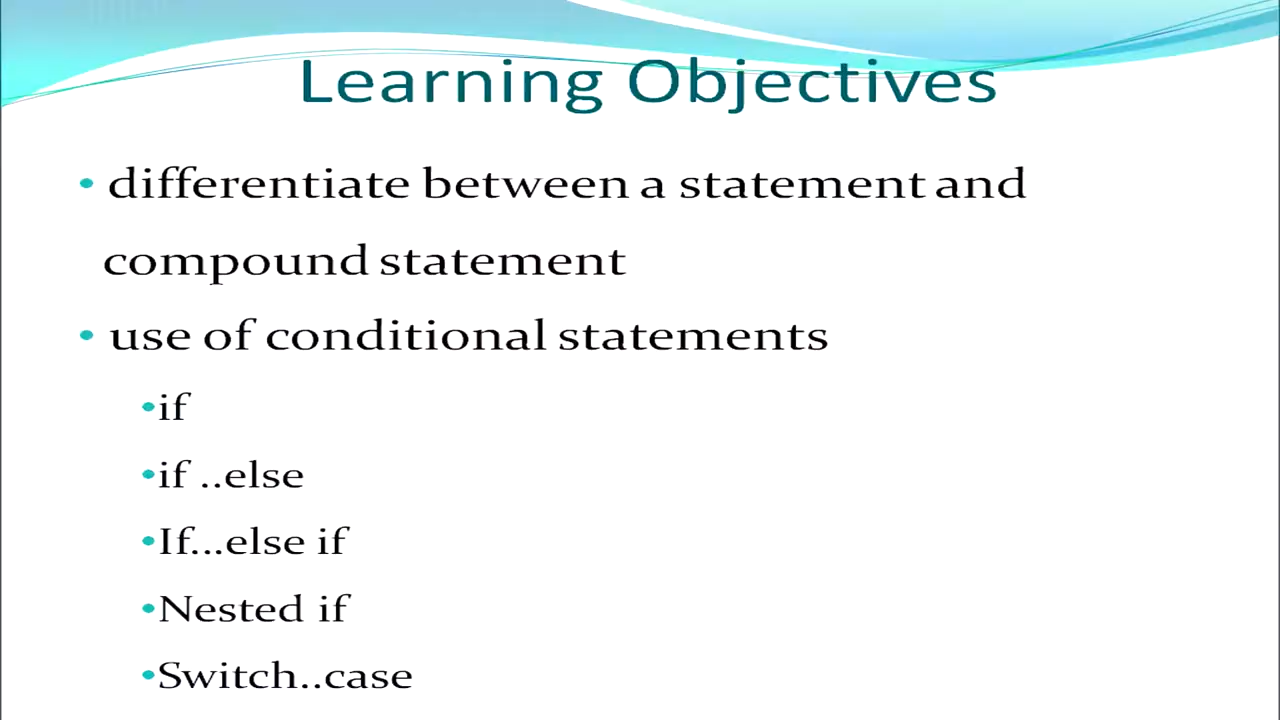 Learning Objectives
• differentiate between a statement and
compound statement
• use of conditional statements
•if
•if ..else
•If...else if
•Nested if
•Switch..case